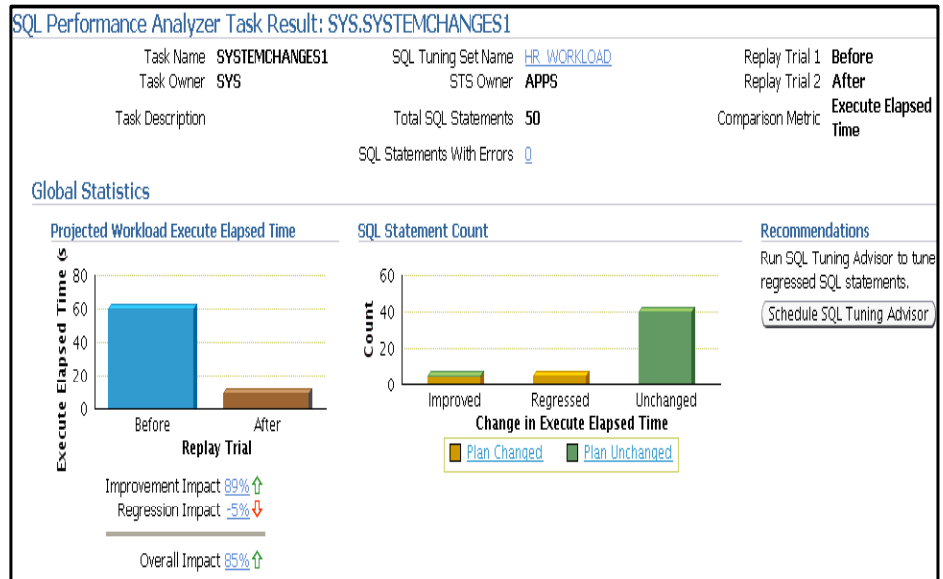 SQL Performance Analyzer Task Result: SYS.SYSTEMCHANGES1
Task Name SYSTEMCHANGES1
Task Owner SYS
Task Description
SQL Tuning Set Name HR_WORKLOAD
STS Owner APPS
Total SQL Statements 50
SQL Statements With Errors 0
Replay Trial 1 Before
Replay Trial 2 After
Comparison Metric Execute Elapsed
Time
Global Statistics
Projected Workload Execute Elapsed Time
Execute Elapsed Time (s
80
60
40
20
0
Before After
Replay Trial
Improvement Impact 89%
Regression Impact -5%
Overall Impact 85%
SQL Statement Count
Count
60
40
20
0
Improved Regressed Unchanged
Change in Execute Elapsed Time
Plan Changed Plan Unchanged
Recommendations
Run SQL Tuning Advisor to tune
regressed SQL statements.
Schedule SQL Tuning Advisor